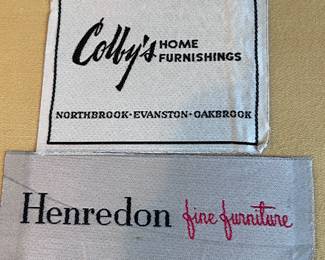 Colby's HOME FURNISHINGS
NORTHBROOK·EVANSTON·OAKBROOK
Henredon fine furniture